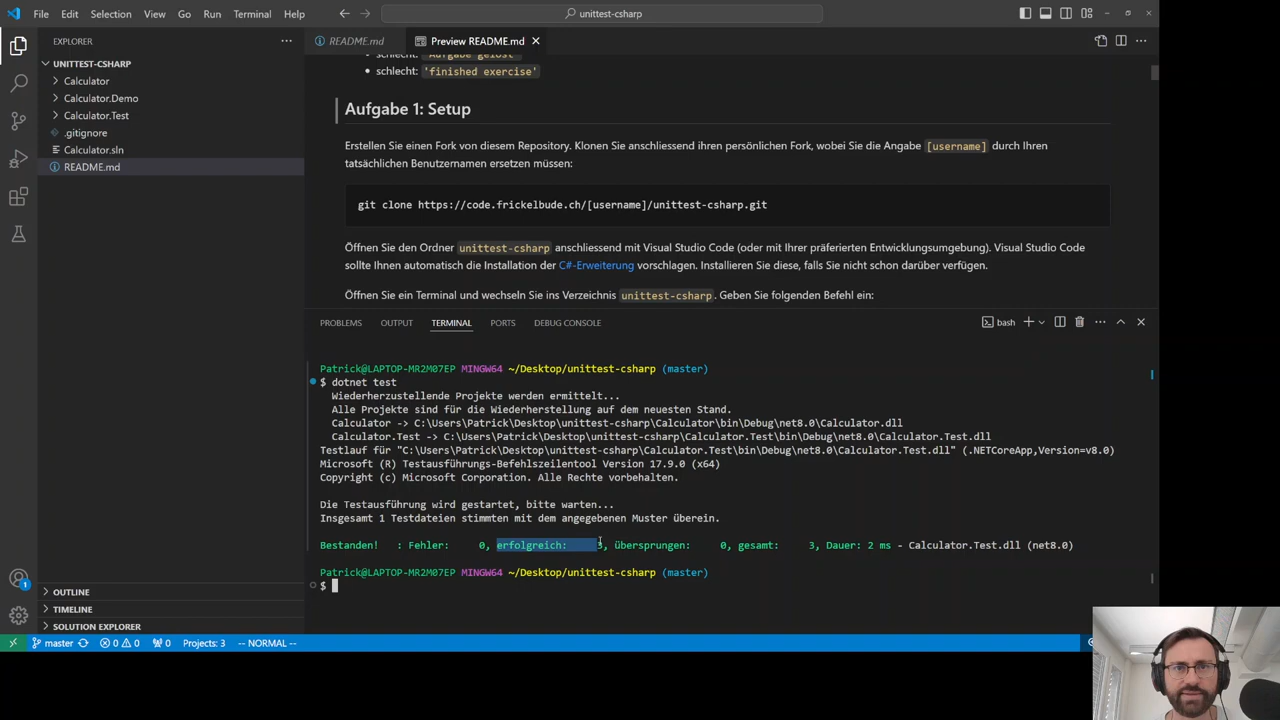 File Edit Selection View Go Run Terminal Help
unittest-csharp
EXPLORER
README.md
Preview README.md
UNITTEST-CSHARP
Calculator
Calculator.Demo
Calculator.Test
.gitignore
Calculator.sln
README.md
OUTLINE
TIMELINE
SOLUTION EXPLORER
schlecht: 'Aufgabe gelöst'
schlecht: 'finished exercise'
Aufgabe 1: Setup
Erstellen Sie einen Fork von diesem Repository. Klonen Sie anschliessend ihren persönlichen Fork, wobei Sie die Angabe [username] durch Ihren
tatsächlichen Benutzernamen ersetzen müssen:
git clone https://code.frickelbude.ch/[username]/unittest-csharp.git
Öffnen Sie den Ordner unittest-csharp anschliessend mit Visual Studio Code (oder mit Ihrer präferierten Entwicklungsumgebung). Visual Studio Code
sollte Ihnen automatisch die Installation der C#-Erweiterung vorschlagen. Installieren Sie diese, falls Sie nicht schon darüber verfügen.
Öffnen Sie ein Terminal und wechseln Sie ins Verzeichnis unittest-csharp. Geben Sie folgenden Befehl ein:
PROBLEMS OUTPUT TERMINAL PORTS DEBUG CONSOLE
bash
Patrick@LAPTOP-MR2M07EP MINGW64 ~/Desktop/unittest-csharp (master)
$ dotnet test
Wiederherzustellende Projekte werden ermittelt...
Alle Projekte sind für die Wiederherstellung auf dem neuesten Stand.
Calculator -> C:\Users\Patrick\Desktop\unittest-csharp\Calculator\bin\Debug\net8.0\Calculator.dll
Calculator.Test -> C:\Users\Patrick\Desktop\unittest-csharp\Calculator.Test\bin\Debug\net8.0\Calculator.Test.dll
Testlauf für "C:\Users\Patrick\Desktop\unittest-csharp\Calculator.Test\bin\Debug\net8.0\Calculator.Test.dll" (.NETCoreApp,Version=v8.0)
Microsoft (R) Testausführungs-Befehlszeilentool Version 17.9.0 (x64)
Copyright (c) Microsoft Corporation. Alle Rechte vorbehalten.
Die Testausführung wird gestartet, bitte warten...
Insgesamt 1 Testdateien stimmten mit dem angegebenen Muster überein.
Bestanden! : Fehler: 0, erfolgreich: 3, übersprungen: 0, gesamt: 3, Dauer: 2 ms - Calculator.Test.dll (net8.0)
Patrick@LAPTOP-MR2M07EP MINGW64 ~/Desktop/unittest-csharp (master)
$
1
master 0 0 0 Projects: 3 -- NORMAL --